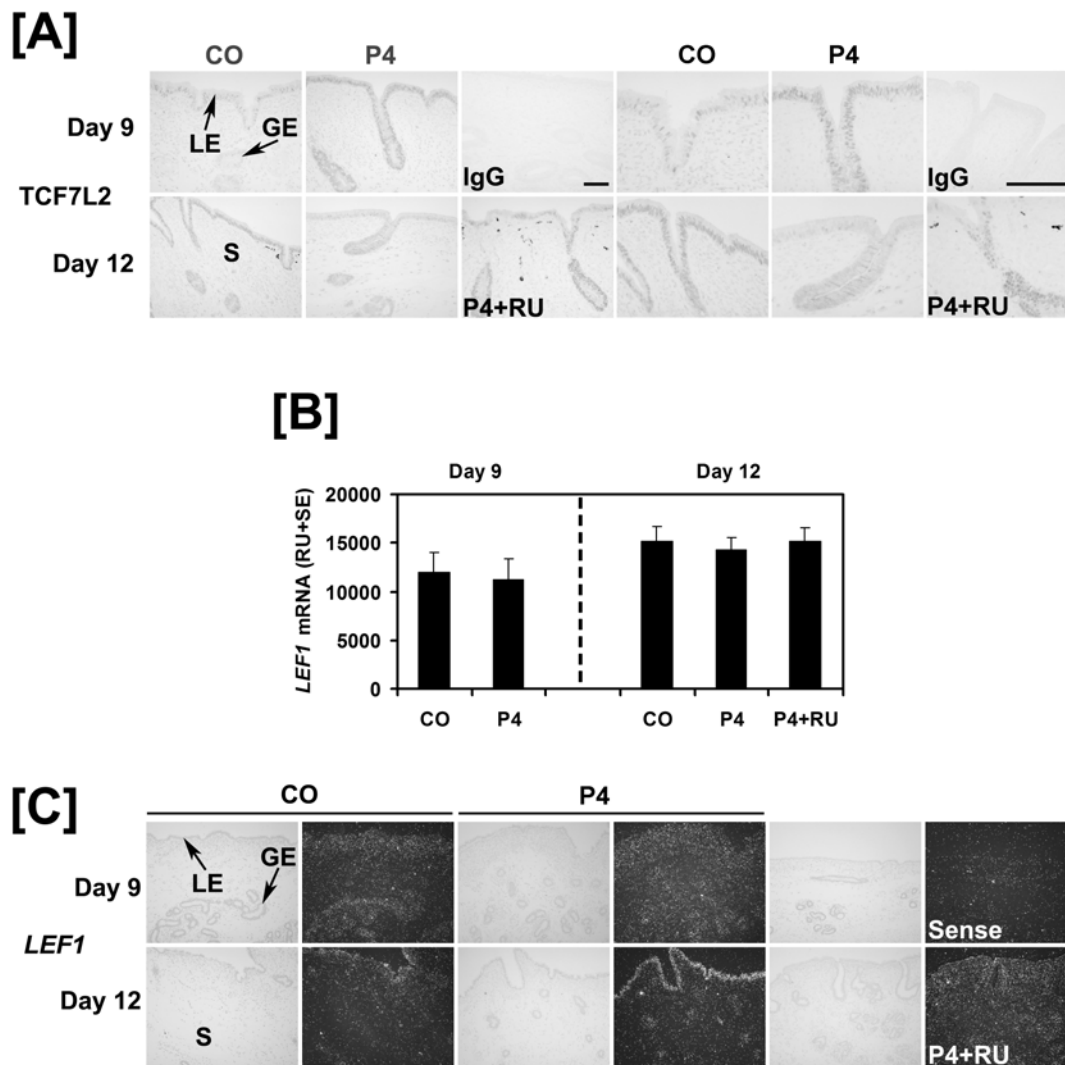 [A]
CO P4 CO P4
Day 9
LE GE IgG IgG
TCF7L2
Day 12
S P4+RU P4+RU
[B]
Day 9 Day 12
LEF1 mRNA (RU+SE)
20000
15000
10000
5000
0
CO P4 CO P4 P4+RU
[C]
CO P4
Day 9
LE GE Sense
LEF1
Day 12
S P4+RU